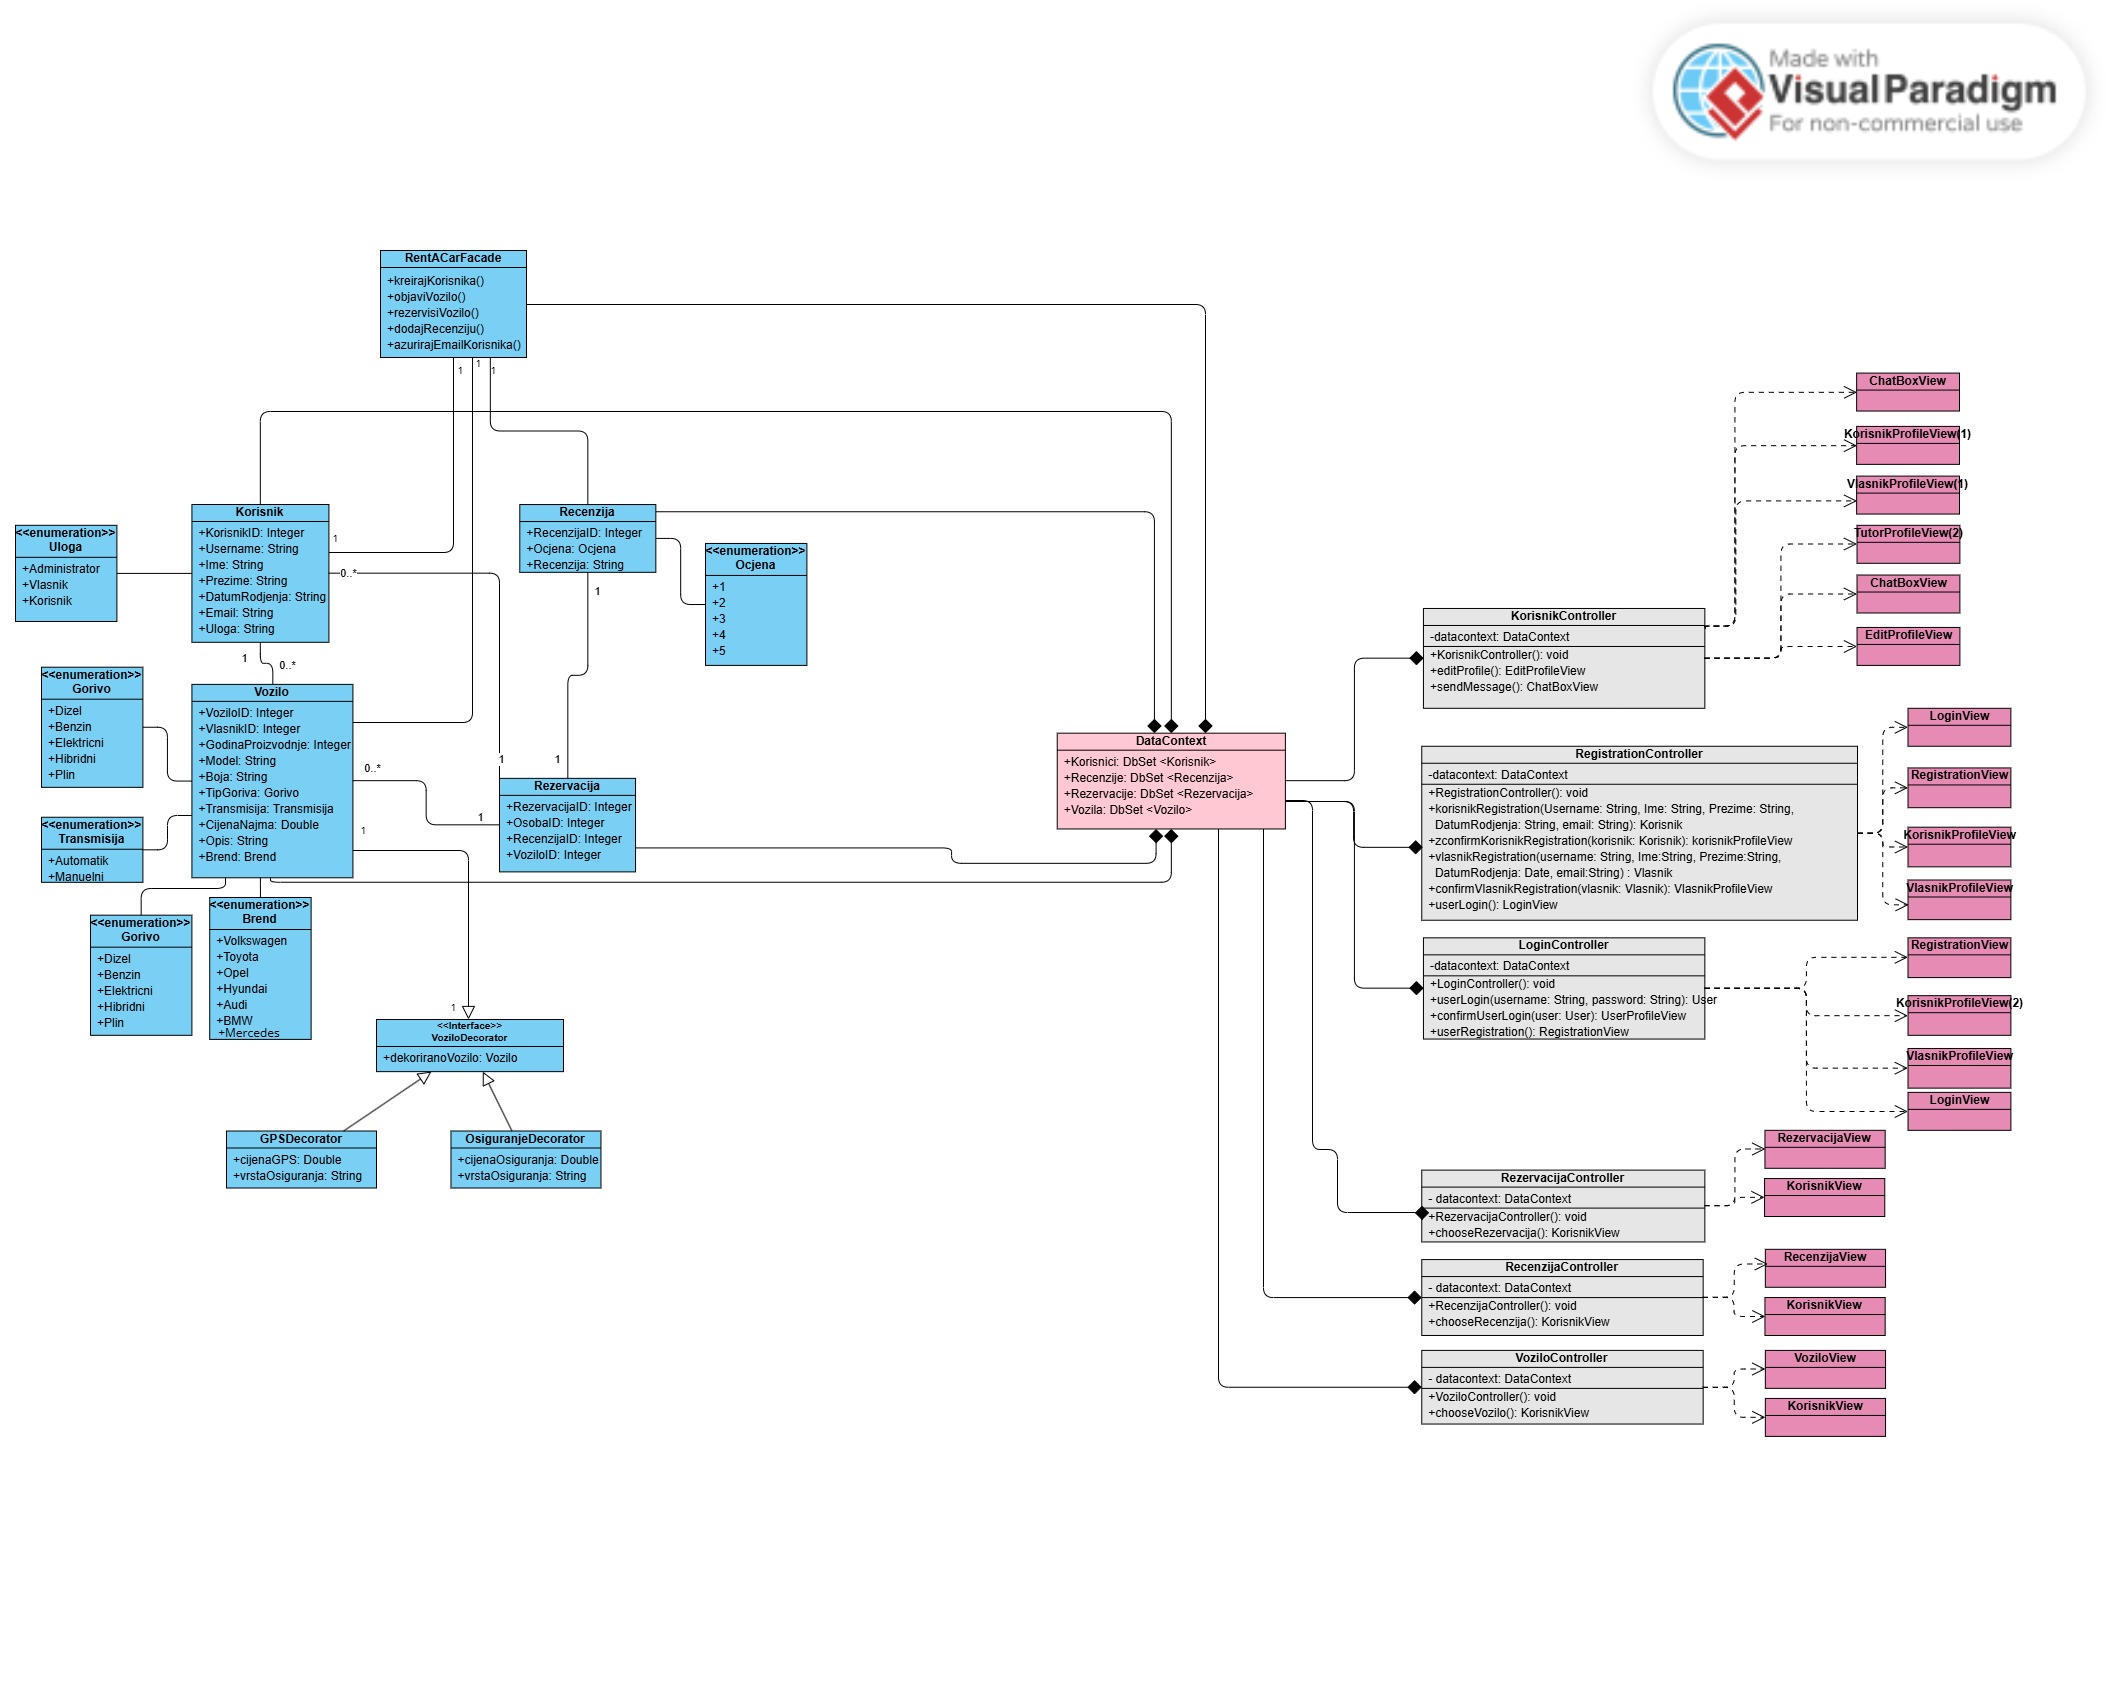 Made with
Visual Paradigm
For non-commercial use
RentACarFacade
+kreirajKorisnika()
+objaviVozilo()
+rezervisiVozilo()
+dodajRecenziju()
+azurirajEmailKorisnika()
1
1
1
<<enumeration>>
Uloga
+Administrator
+Vlasnik
+Korisnik
Korisnik
+KorisnikID: Integer
+Username: String
+Ime: String
+Prezime: String
+DatumRodjenja: String
+Email: String
+Uloga: String
1
0..*
1
0..*
Recenzija
+RecenzijaID: Integer
+Ocjena: Ocjena
+Recenzija: String
1
<<enumeration>>
Ocjena
+1
+2
+3
+4
+5
<<enumeration>>
Gorivo
+Dizel
+Benzin
+Elektricni
+Hibridni
+Plin
Vozilo
+VoziloID: Integer
+VlasnikID: Integer
+GodinaProizvodnje: Integer
+Model: String
+Boja: String
+TipGoriva: Gorivo
+Transmisija: Transmisija
+CijenaNajma: Double
+Opis: String
+Brend: Brend
0..*
1
1
1
1
Rezervacija
+RezervacijaID: Integer
+OsobaID: Integer
+RecenzijaID: Integer
+VoziloID: Integer
<<enumeration>>
Transmisija
+Automatik
+Manuelni
<<enumeration>>
Gorivo
+Dizel
+Benzin
+Elektricni
+Hibridni
+Plin
<<enumeration>>
Brend
+Volkswagen
+Toyota
+Opel
+Hyundai
+Audi
+BMW
+Mercedes
1
<<Interface>>
VoziloDecorator
+dekoriranoVozilo: Vozilo
GPSDecorator
+cijenaGPS: Double
+vrstaOsiguranja: String
OsiguranjeDecorator
+cijenaOsiguranja: Double
+vrstaOsiguranja: String
DataContext
+Korisnici: DbSet <Korisnik>
+Recenzije: DbSet <Recenzija>
+Rezervacije: DbSet <Rezervacija>
+Vozila: DbSet <Vozilo>
KorisnikController
-datacontext: DataContext
+KorisnikController(): void
+editProfile(): EditProfileView
+sendMessage(): ChatBoxView
ChatBoxView
KorisnikProfileView(1)
VlasnikProfileView(1)
TutorProfileView(2)
ChatBoxView
EditProfileView
RegistrationController
-datacontext: DataContext
+RegistrationController(): void
+korisnikRegistration(Username: String, Ime: String, Prezime: String,
DatumRodjenja: String, email: String): Korisnik
+zconfirmKorisnikRegistration(korisnik: Korisnik): korisnikProfileView
+vlasnikRegistration(username: String, Ime:String, Prezime:String,
DatumRodjenja: Date, email:String) : Vlasnik
+confirmVlasnikRegistration(vlasnik: Vlasnik): VlasnikProfileView
+userLogin(): LoginView
LoginView
RegistrationView
KorisnikProfileView
VlasnikProfileView
LoginController
-datacontext: DataContext
+LoginController(): void
+userLogin(username: String, password: String): User
+confirmUserLogin(user: User): UserProfileView
+userRegistration(): RegistrationView
RegistrationView
KorisnikProfileView(2)
VlasnikProfileView
LoginView
RezervacijaController
- datacontext: DataContext
+RezervacijaController(): void
+chooseRezervacija(): KorisnikView
RezervacijaView
KorisnikView
RecenzijaController
- datacontext: DataContext
+RecenzijaController(): void
+chooseRecenzija(): KorisnikView
RecenzijaView
KorisnikView
VoziloController
- datacontext: DataContext
+VoziloController(): void
+chooseVozilo(): KorisnikView
VoziloView
KorisnikView